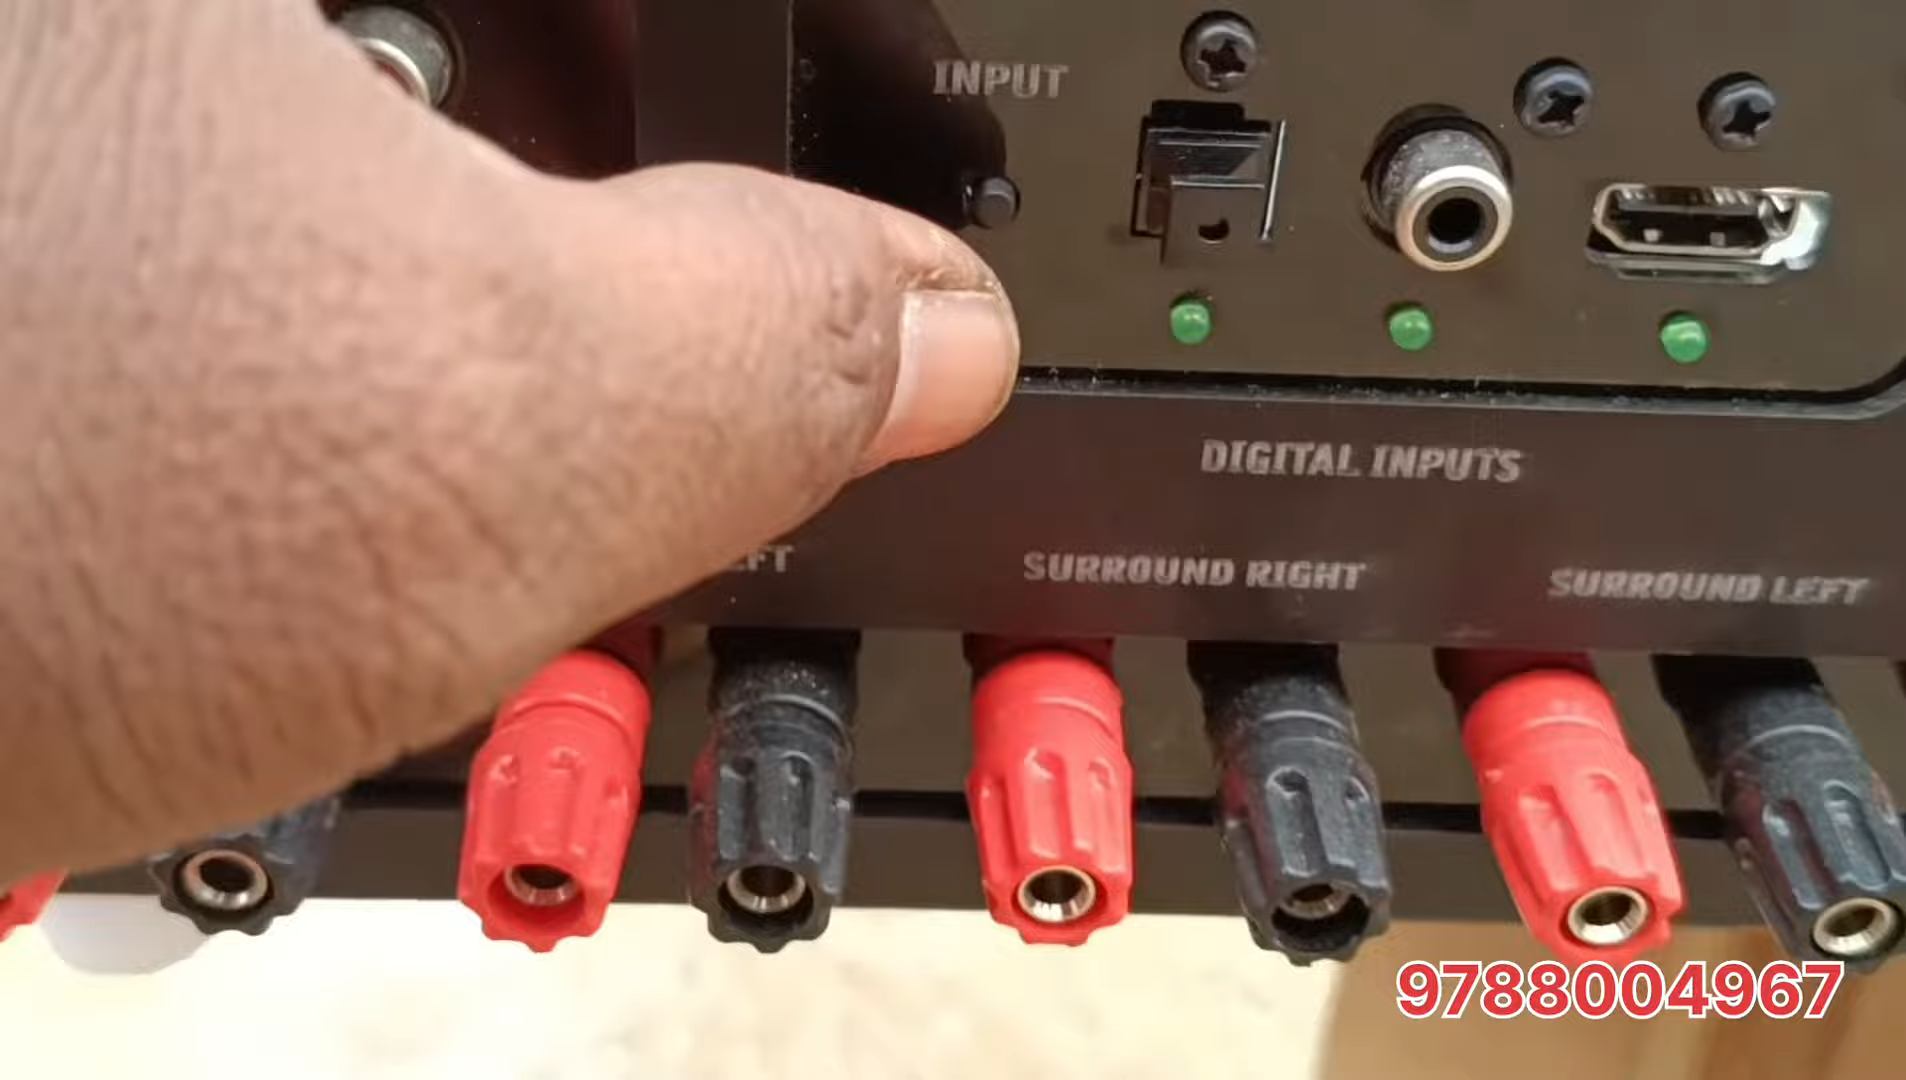 INPUT
DIGITAL INPUTS
SURROUND RIGHT
SURROUND LEFT
9788004967